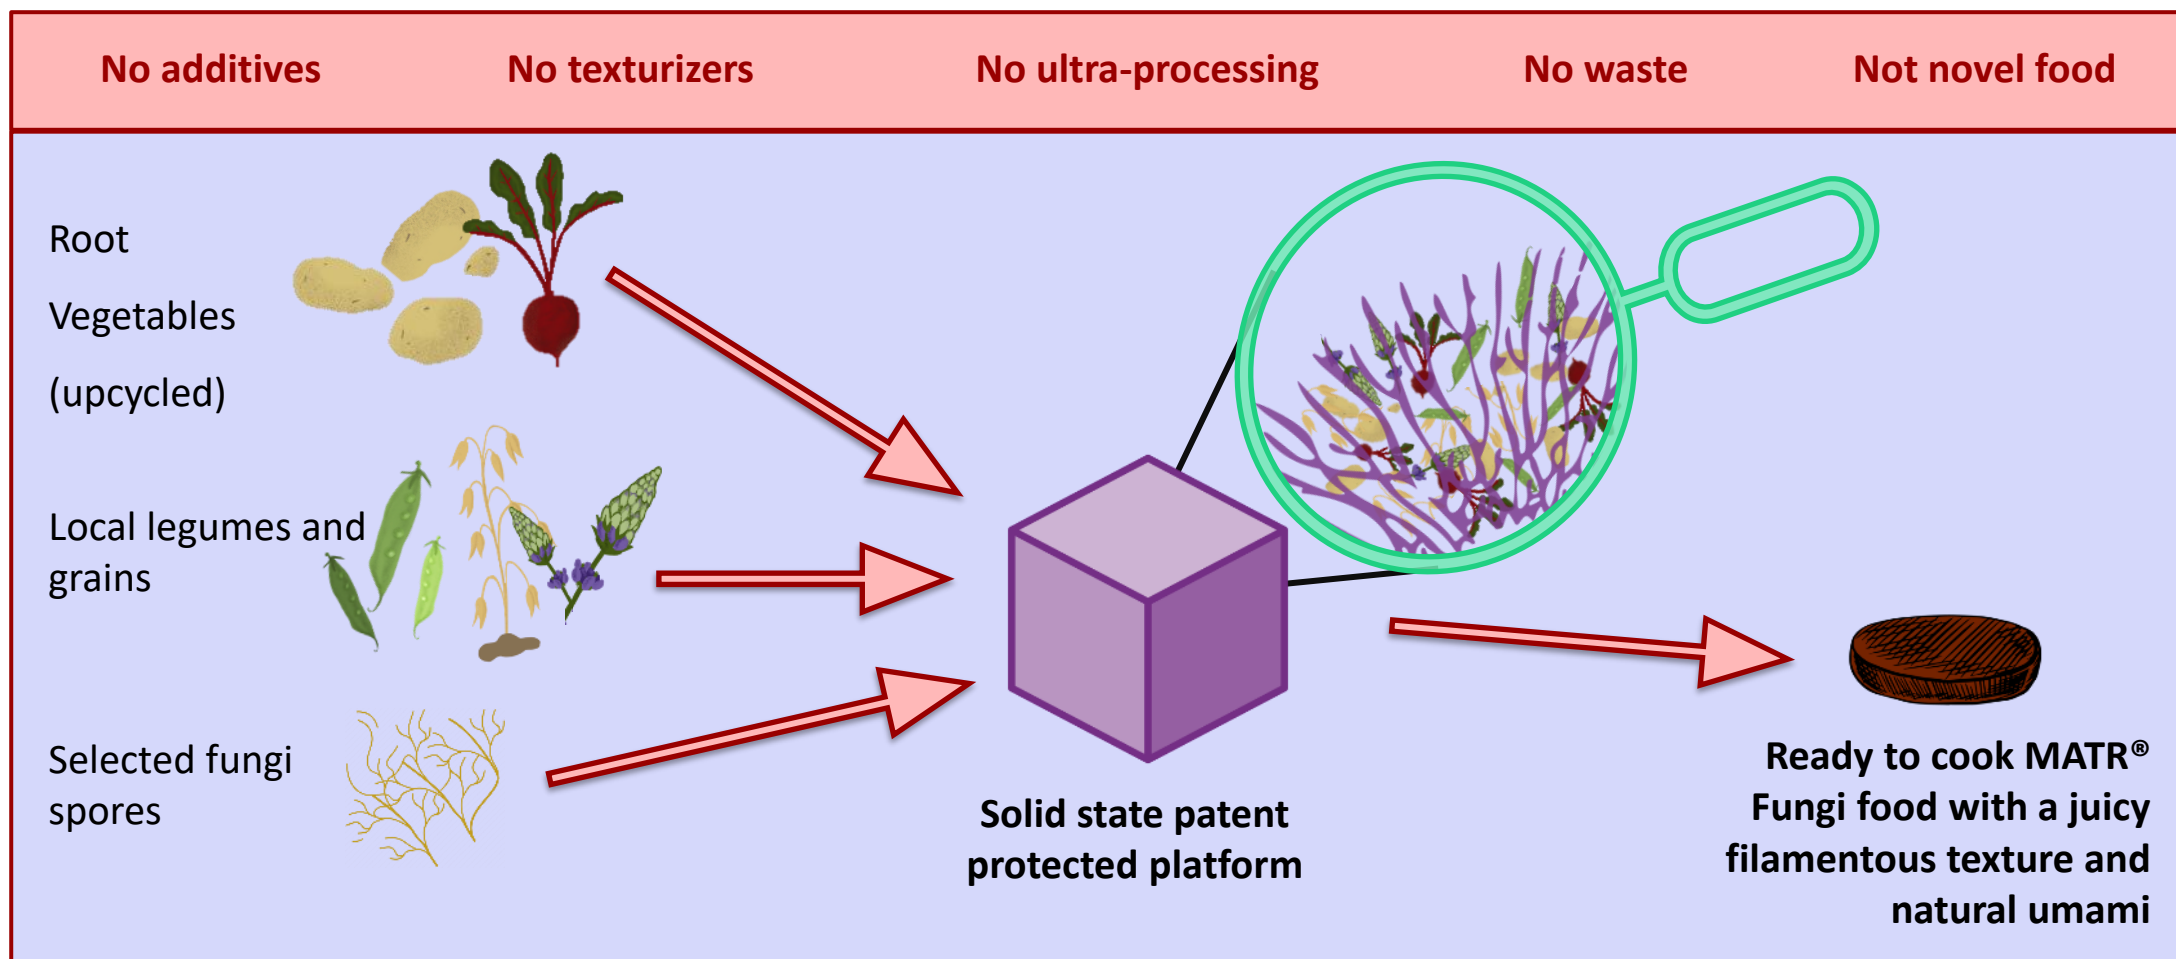 No additives No texturizers No ultra-processing No waste Not novel food
Root
Vegetables
(upcycled)
Local legumes and
grains
Selected fungi
spores
Solid state patent
protected platform
Ready to cook MATR®
Fungi food with a juicy
filamentous texture and
natural umami